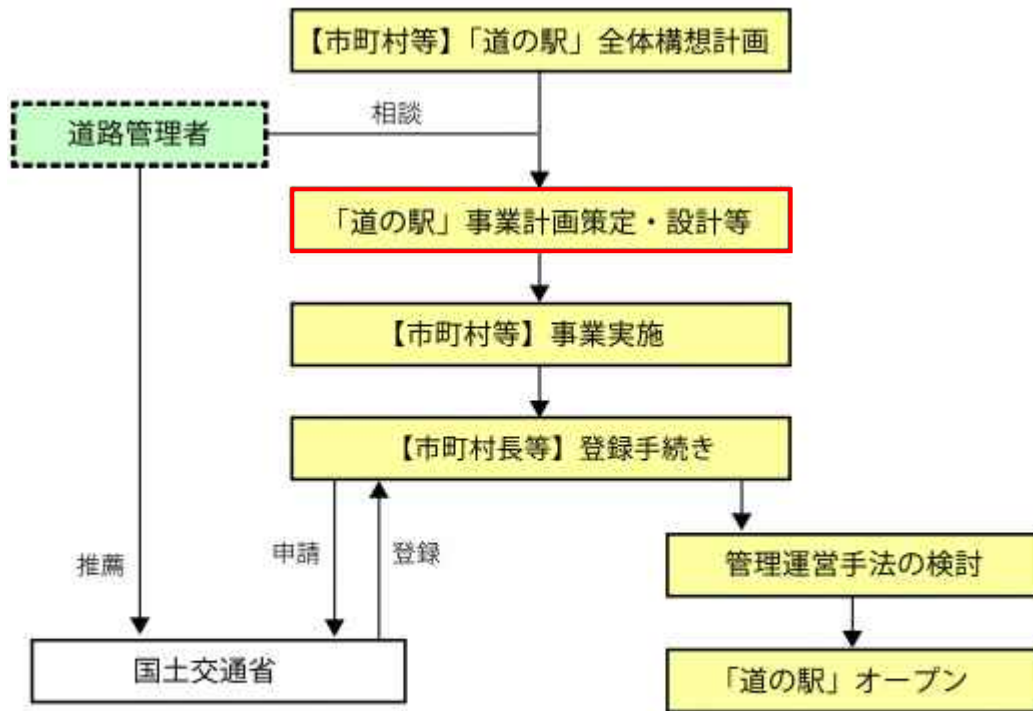 【市町村等】「道の駅」全体構想計画
相談
道路管理者
「道の駅」事業計画策定・設計等
【市町村等】事業実施
【市町村長等】登録手続き
推薦
申請
登録
管理運営手法の検討
国土交通省
「道の駅」オープン